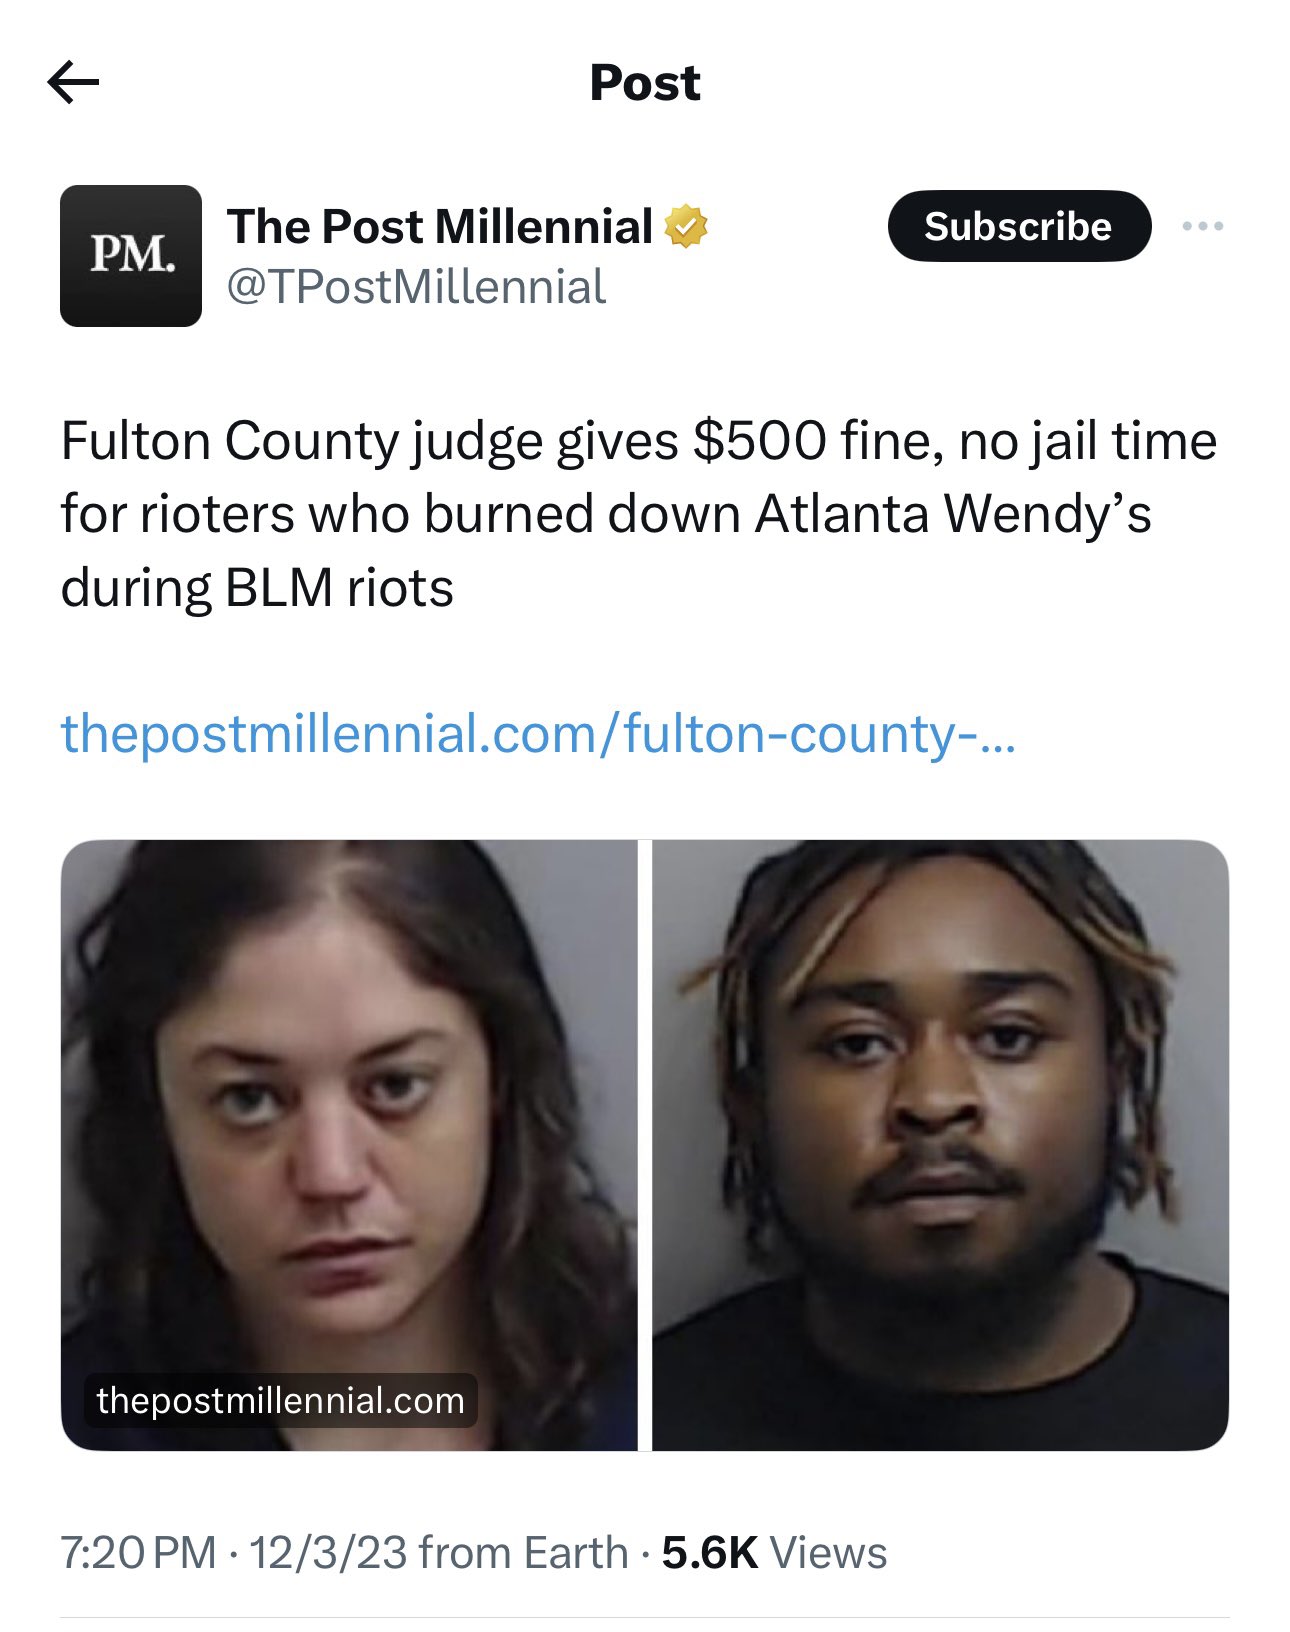 Post
PM.
The Post Millennial
Subscribe
@TPostMillennial
Fulton County judge gives $500 fine, no jail time
for rioters who burned down Atlanta Wendy’s
during BLM riots
thepostmillennial.com/fulton-county-...
thepostmillennial.com
7:20 PM · 12/3/23 from Earth · 5.6K Views